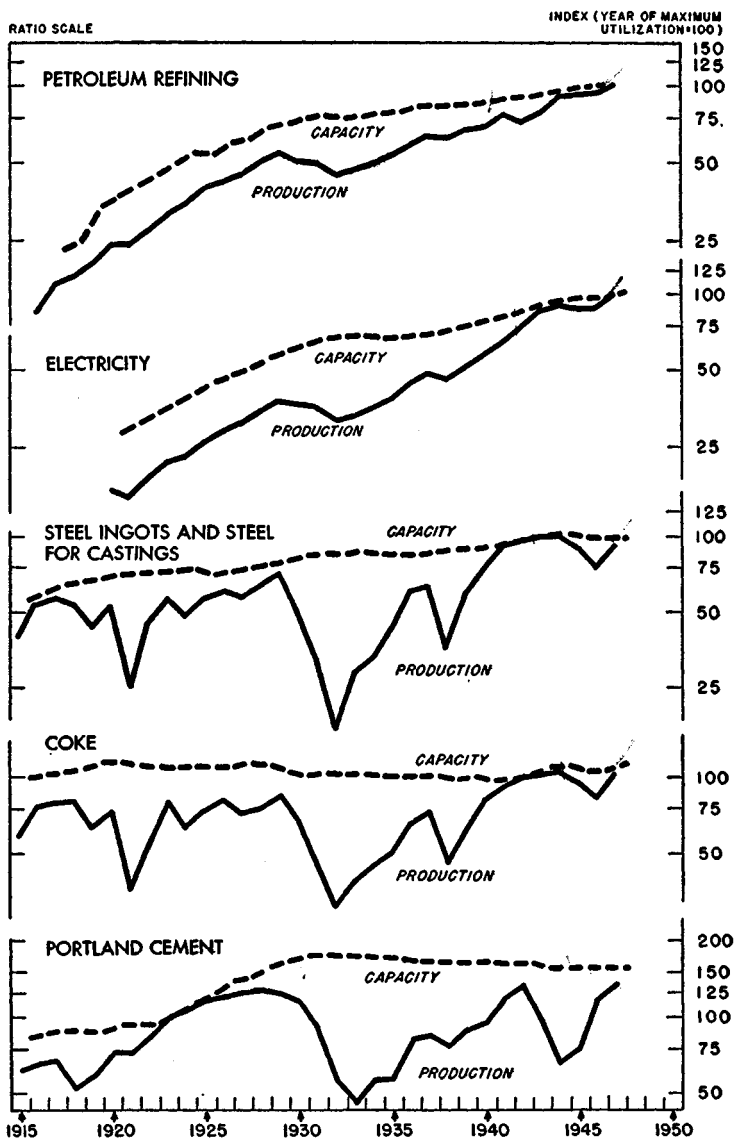 RATIO SCALE
INDEX (YEAR OF MAXIMUM
UTILIZATION=100)
PETROLEUM REFINING
CAPACITY
PRODUCTION
150
125
100
75
50
25
ELECTRICITY
CAPACITY
PRODUCTION
125
100
75
50
25
STEEL INGOTS AND STEEL
FOR CASTINGS
CAPACITY
PRODUCTION
125
100
75
50
25
COKE
CAPACITY
PRODUCTION
100
75
50
PORTLAND CEMENT
CAPACITY
PRODUCTION
200
150
125
100
75
50
1915 1920 1925 1930 1935 1940 1945 1950